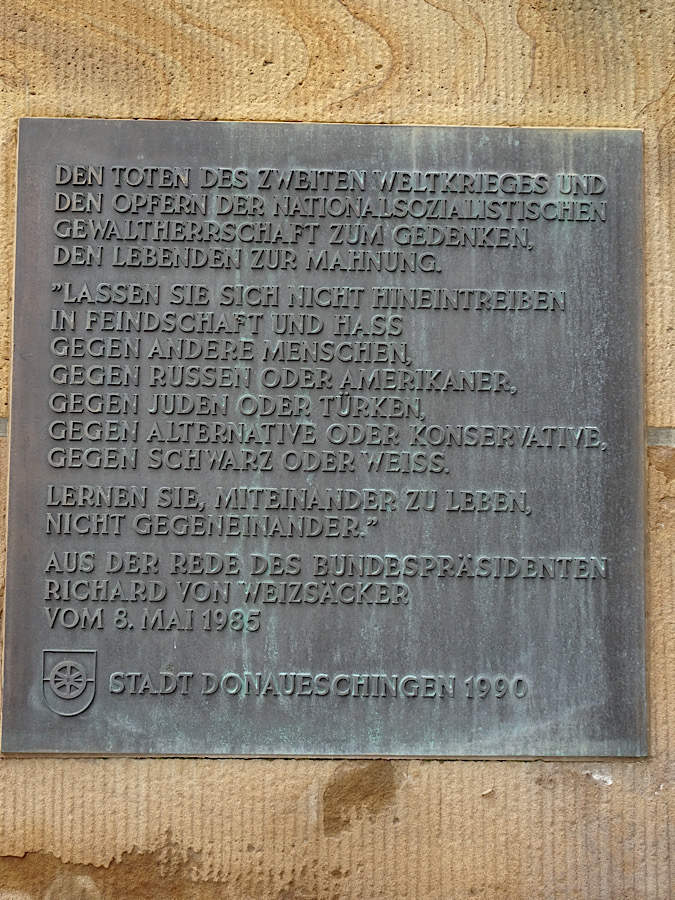 DEN TOTEN DES ZWEITEN WELTKRIEGES UND
DEN OPFERN DER NATIONALSOZIALISTISCHEN
GEWALTHERRSCHAFT ZUM GEDENKEN,
DEN LEBENDEN ZUR MAHNUNG.
"LASSEN SIE SICH NICHT HINEINTREIBEN
IN FEINDSCHAFT UND HASS
GEGEN ANDERE MENSCHEN,
GEGEN RUSSEN ODER AMERIKANER,
GEGEN JUDEN ODER TÜRKEN,
GEGEN ALTERNATIVE ODER KONSERVATIVE,
GEGEN SCHWARZ ODER WEISS.
LERNEN SIE, MITEINANDER ZU LEBEN,
NICHT GEGENEINANDER."
AUS DER REDE DES BUNDESPRÄSIDENTEN
RICHARD VON WEIZSÄCKER
VOM 8. MAI 1985
STADT DONAUESCHINGEN 1990